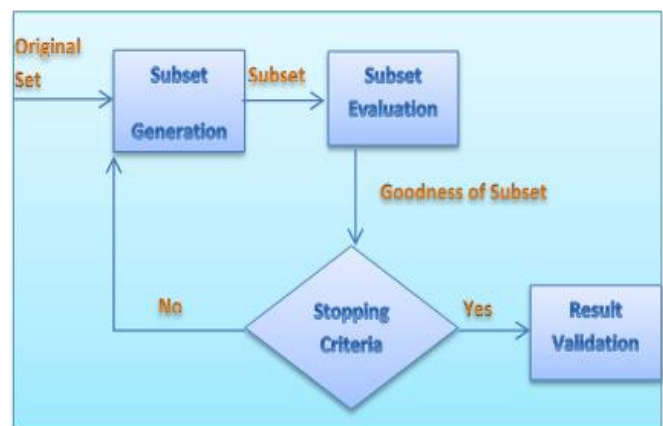 Original
Set
Subset
Generation
Subset
Subset
Evaluation
Goodness of Subset
No
Stopping
Criteria
Yes
Result
Validation